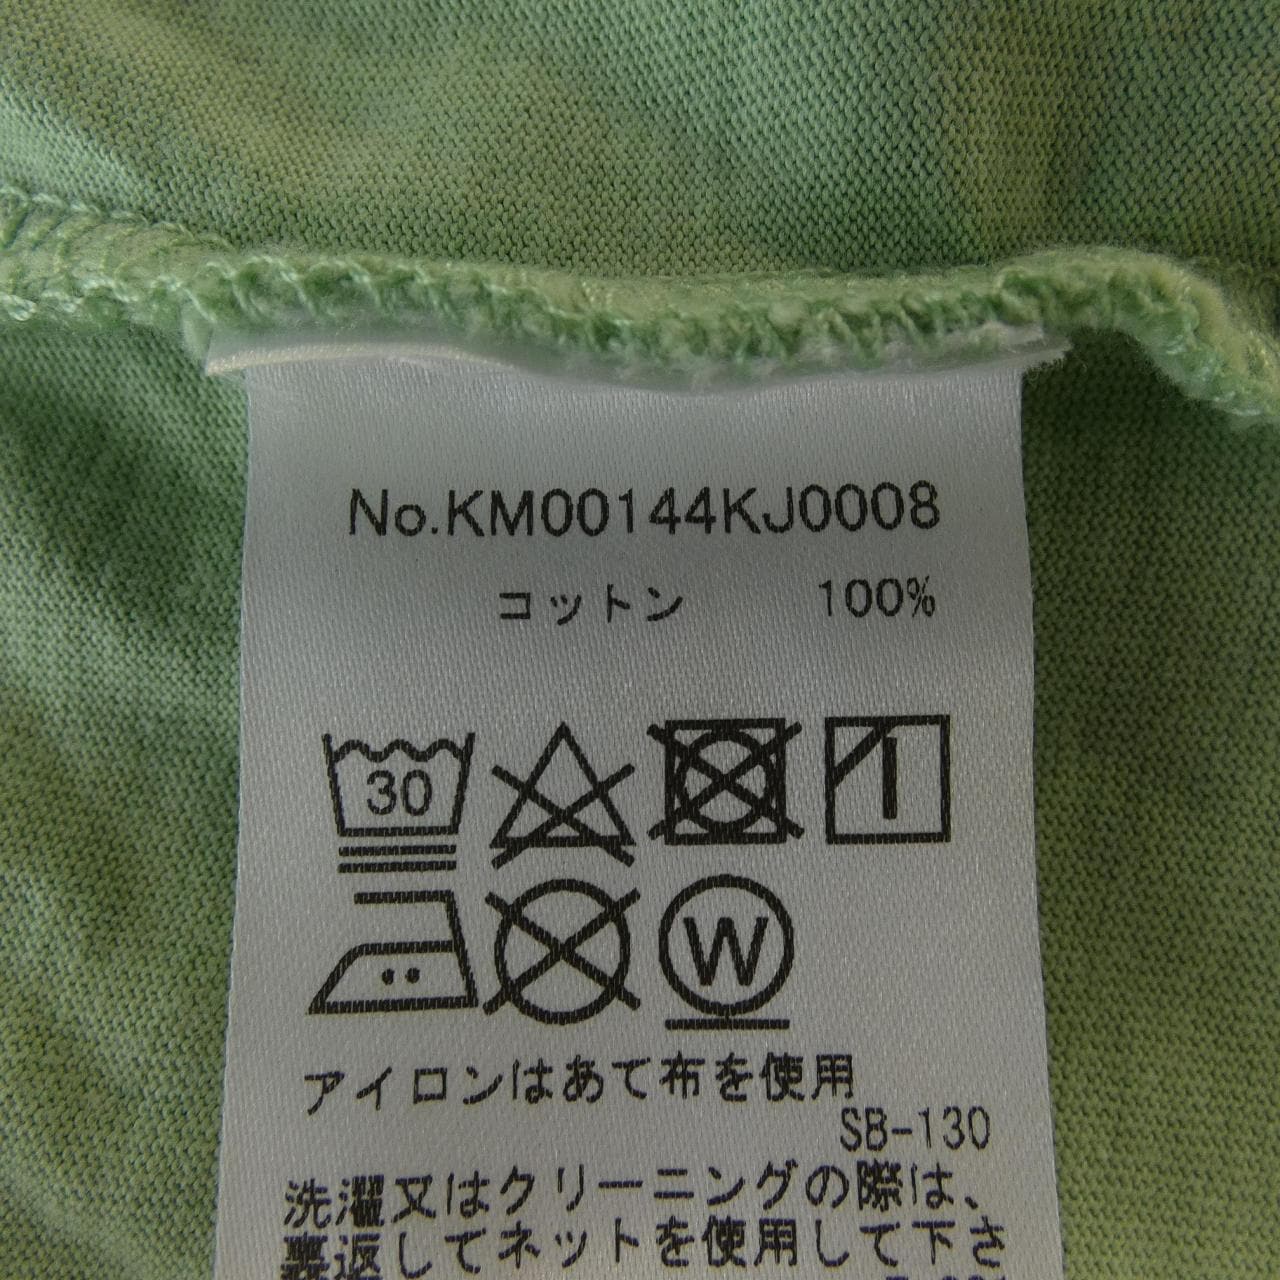 No.KM00144KJ0008
コットン 100%
30
W
アイロンはあて布を使用
SB-130
洗濯又はクリーニングの際は、
裏返してネットを使用して下さ